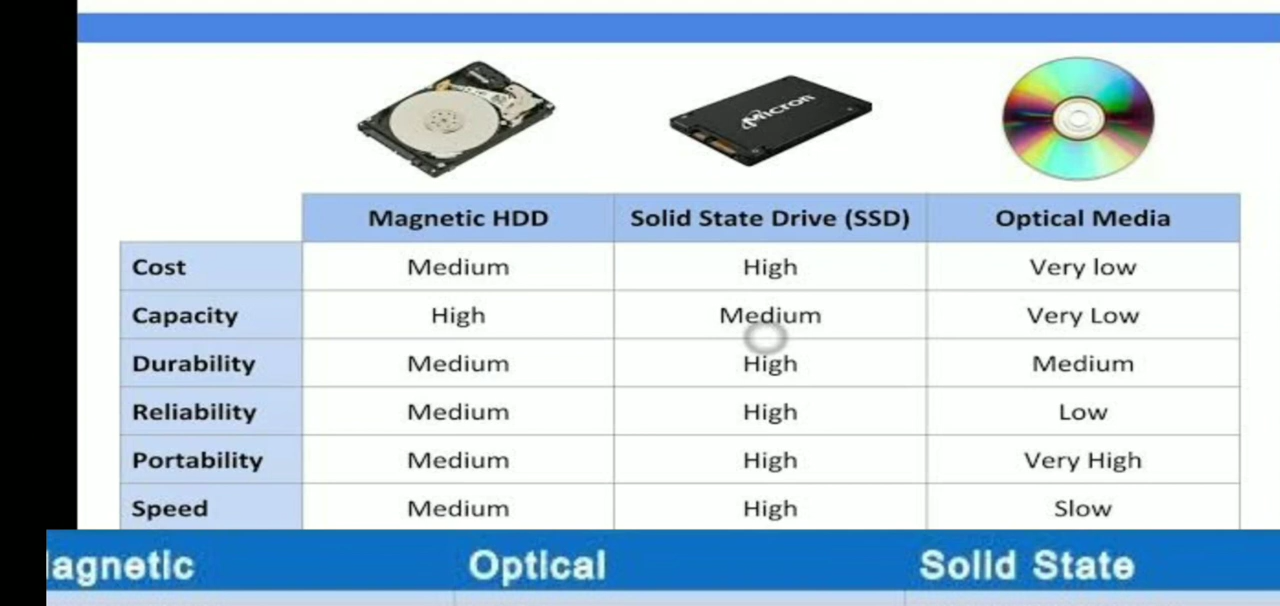 Micron
Magnetic HDD Solid State Drive (SSD) Optical Media
Cost Medium High Very low
Capacity High Medium Very Low
Durability Medium High Medium
Reliability Medium High Low
Portability Medium High Very High
Speed Medium High Slow
agnetic Optical Solid State